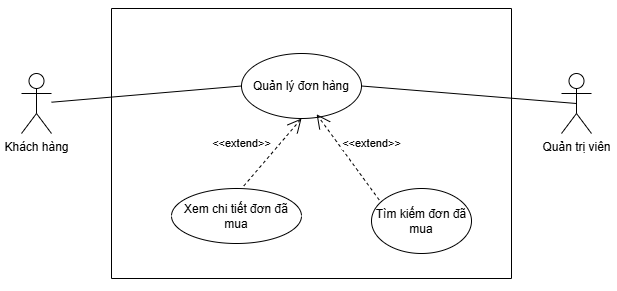 Quản lý đơn hàng
Khách hàng
Quản trị viên
<<extend>>
<<extend>>
Xem chi tiết đơn đã
mua
Tìm kiếm đơn đã
mua